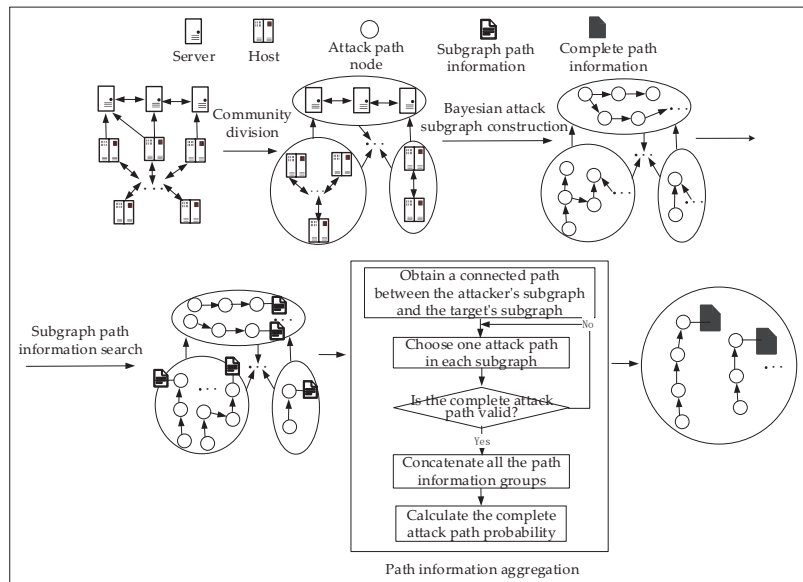 Server
Host
Attack path
node
Subgraph path
information
Complete path
information
Community
division
Bayesian attack
subgraph construction
Subgraph path
information search
Obtain a connected path
between the attacker's subgraph
and the target's subgraph
No
Choose one attack path
in each subgraph
Is the complete attack
path valid?
Yes
Concatenate all the path
information groups
Calculate the complete
attack path probability
Path information aggregation